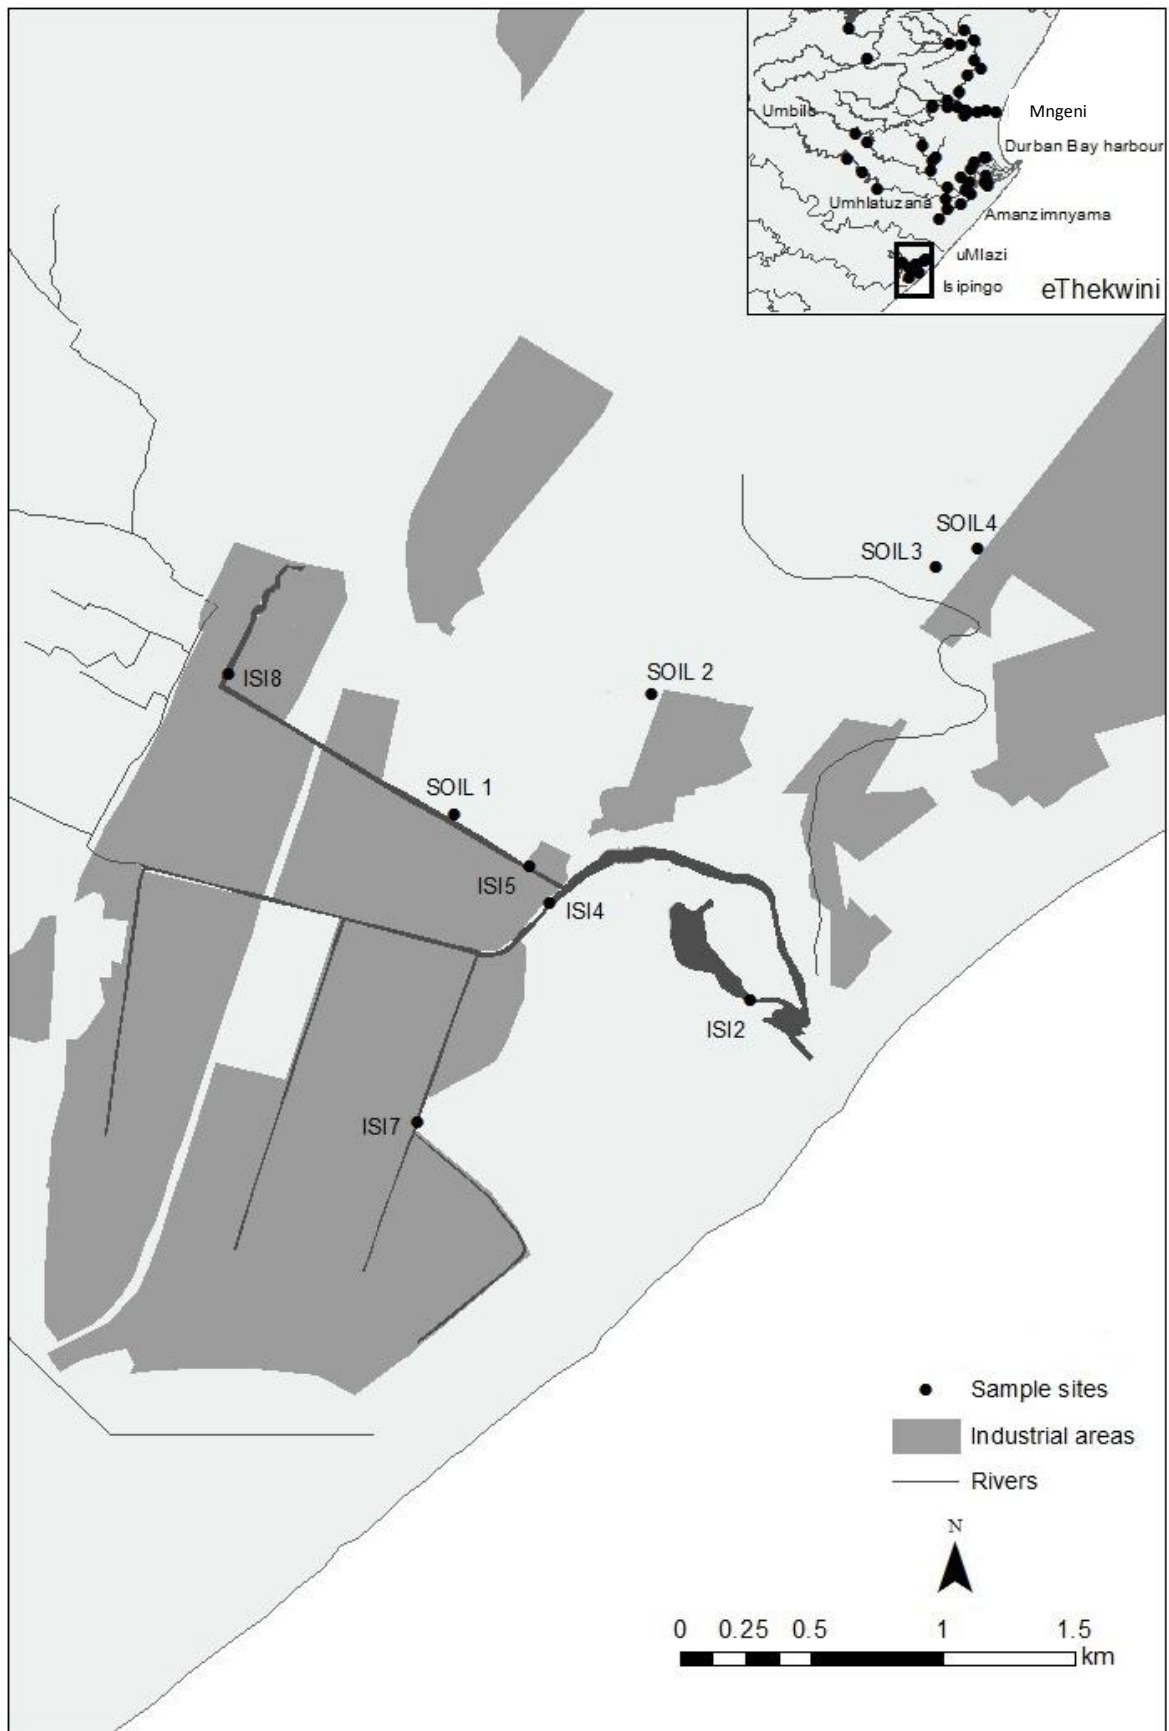 Umbilo
Mngeni
Durban Bay harbour
Umhlatuzana
Amanzimnyama
uMlazi
Isipingo
eThekwini
SOIL4
SOIL3
ISI8
SOIL 2
SOIL 1
ISI5
ISI4
ISI2
ISI7
Sample sites
Industrial areas
Rivers
N
0 0.25 0.5 1 1.5
km